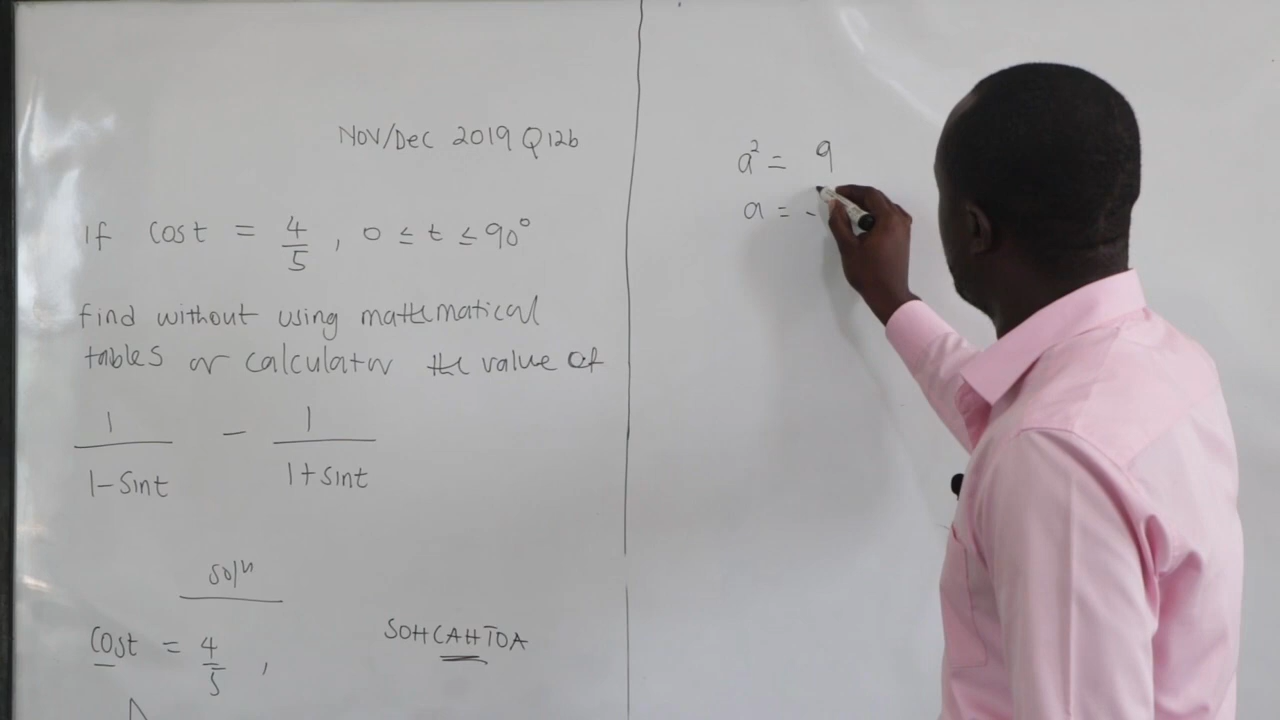 Nov/Dec 2019 Q12b
If cost = 4/5, 0 ≤ t ≤ 90°
find without using mathematical
tables or calculator the value of
1/(1-sint) - 1/(1+sint)
soln
cost = 4/5,
SOHCAHTOA
a² = 9
a =